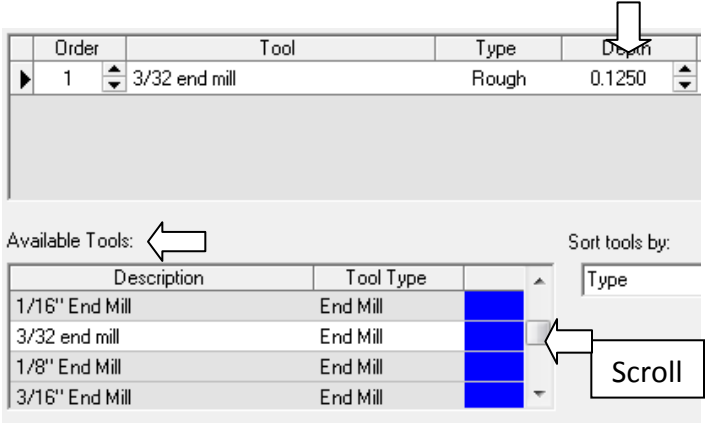 Order Tool Type Depth
1 3/32 end mill Rough 0.1250
Available Tools:
Sort tools by:
Description Tool Type
Type
1/16" End Mill End Mill
3/32 end mill End Mill
1/8" End Mill End Mill
3/16" End Mill End Mill
Scroll